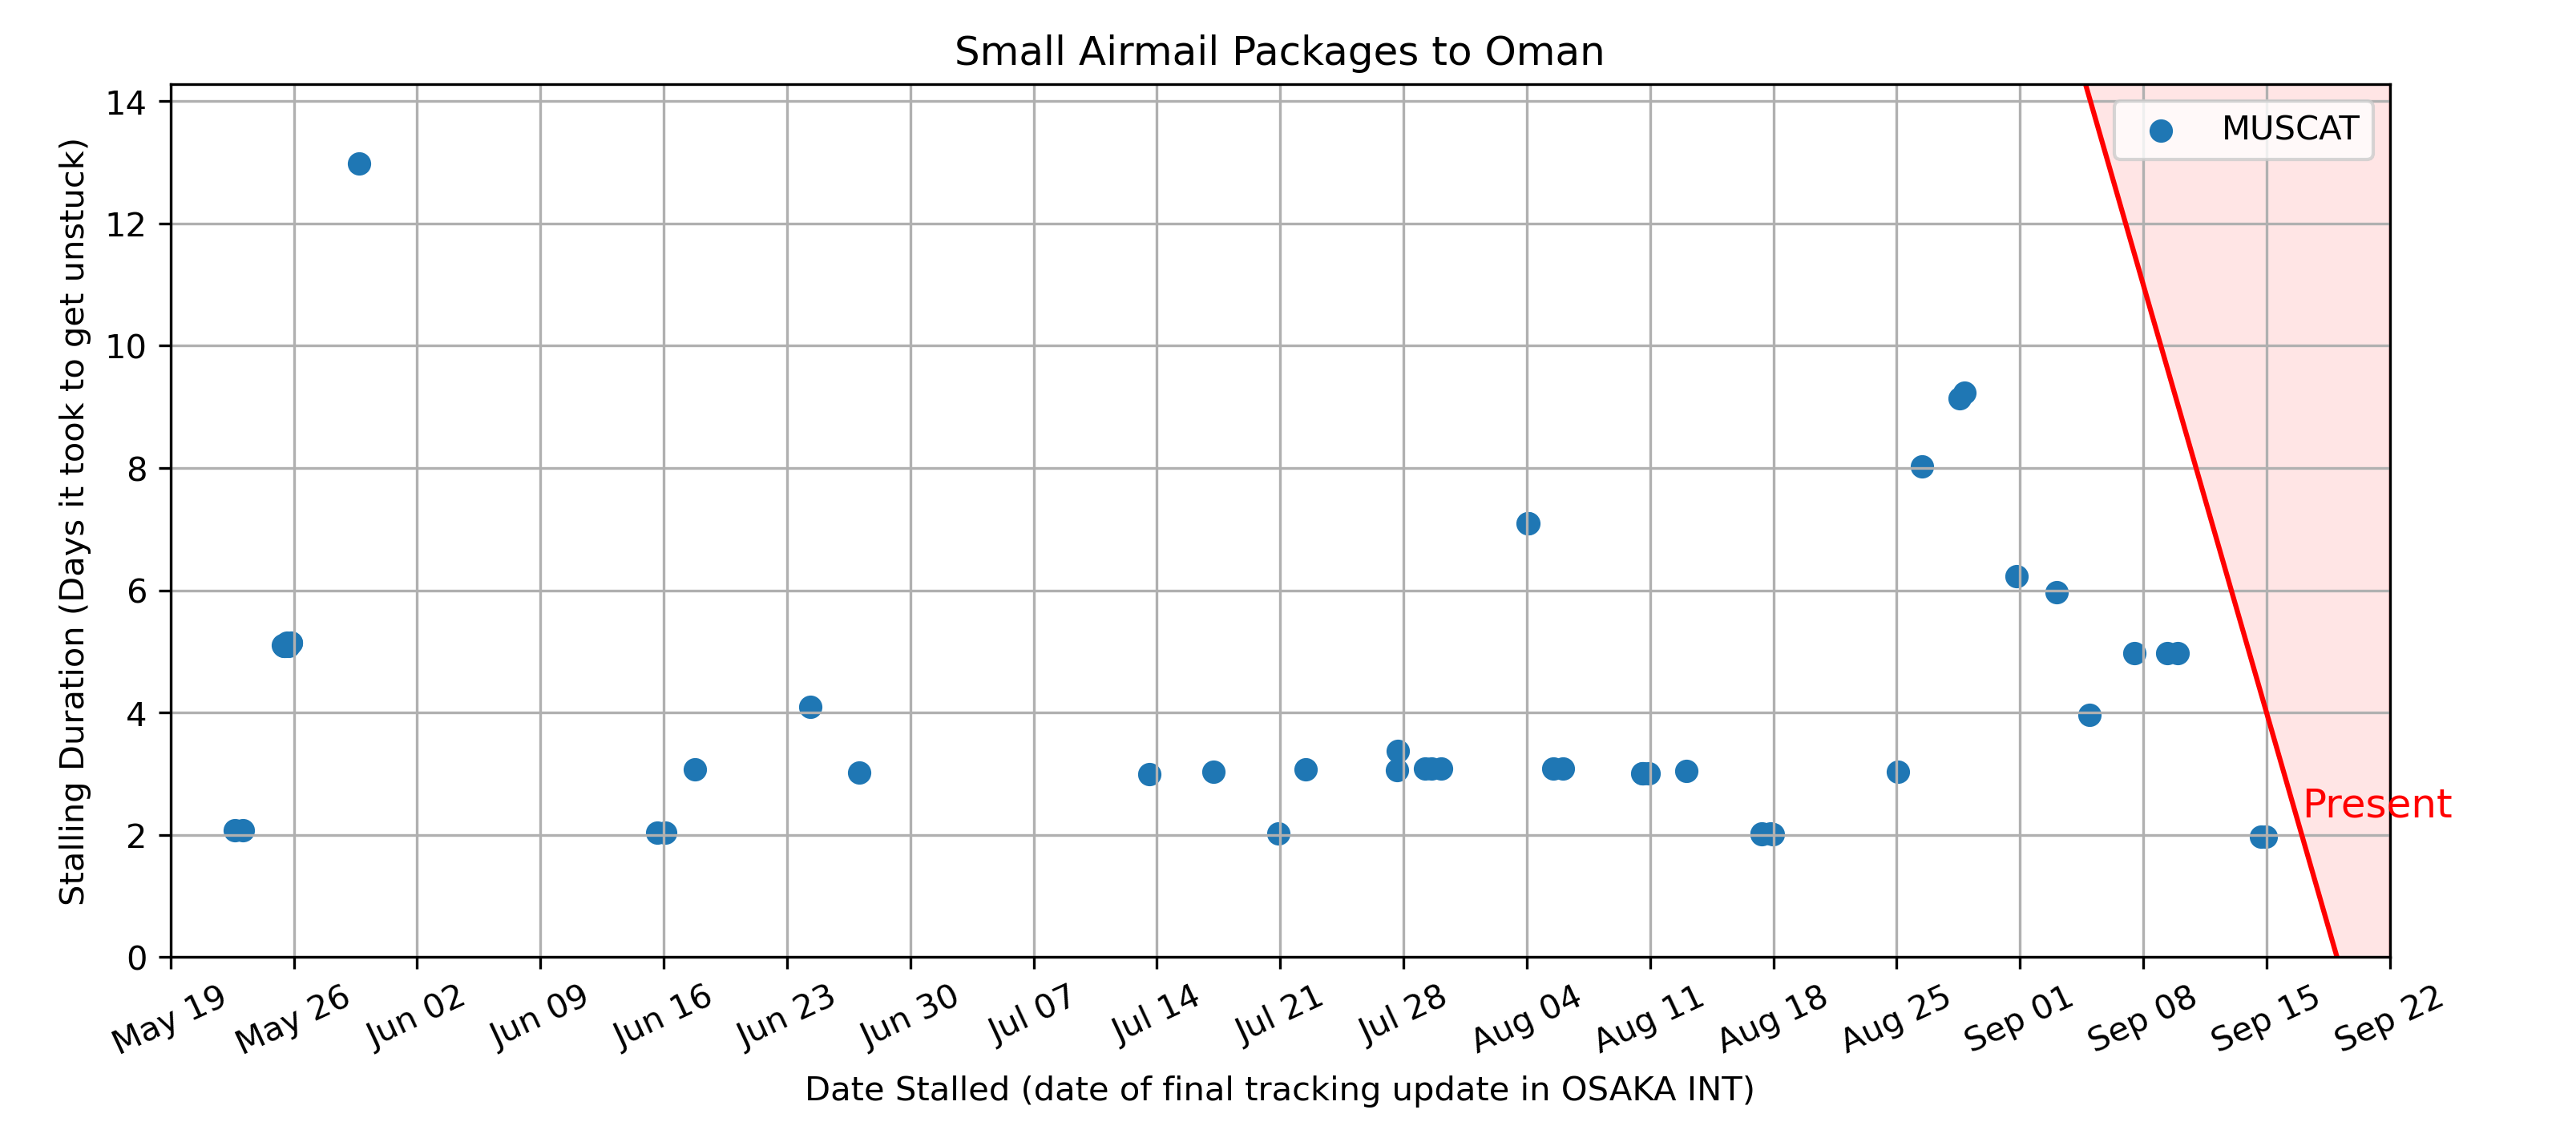 Small Airmail Packages to Oman
Stalling Duration (Days it took to get unstuck)
14
12
10
8
6
4
2
0
MUSCAT
Present
May 19
May 26
Jun 02
Jun 09
Jun 16
Jun 23
Jun 30
Jul 07
Jul 14
Jul 21
Jul 28
Aug 04
Aug 11
Aug 18
Aug 25
Sep 01
Sep 08
Sep 15
Sep 22
Date Stalled (date of final tracking update in OSAKA INT)